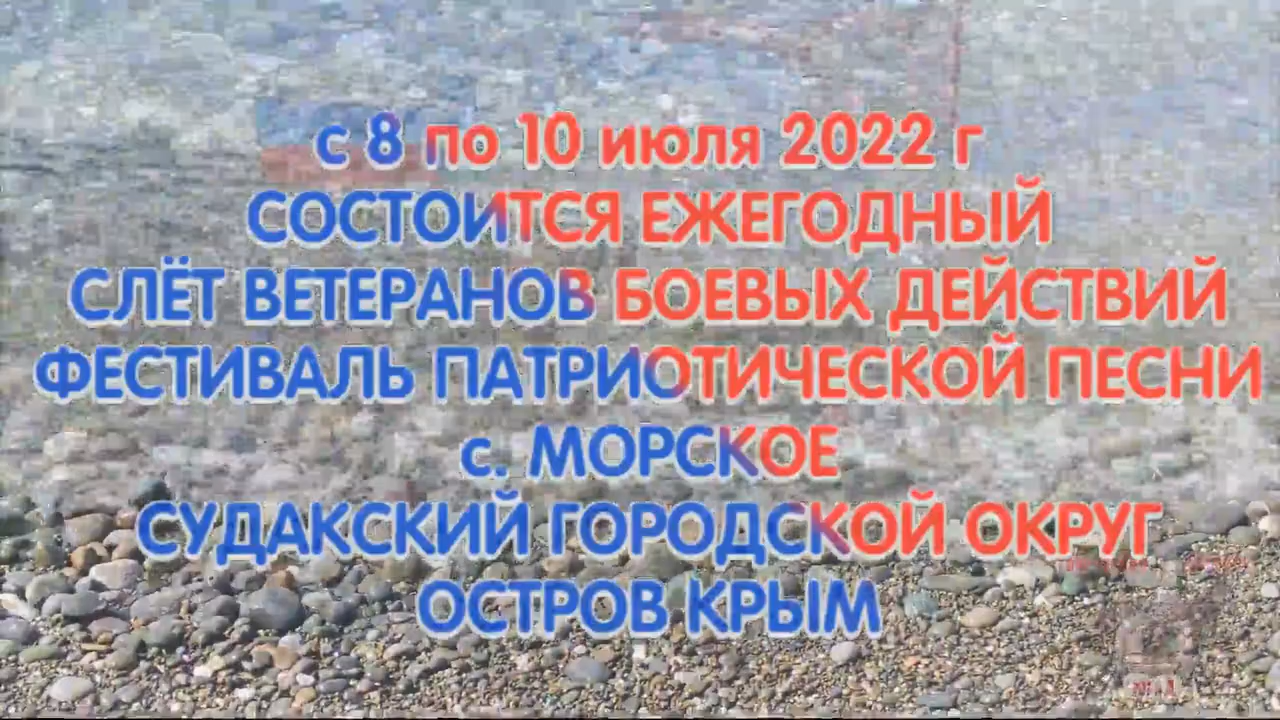 с 8 по 10 июля 2022 г
СОСТОИТСЯ ЕЖЕГОДНЫЙ
СЛЁТ ВЕТЕРАНОВ БОЕВЫХ ДЕЙСТВИЙ
ФЕСТИВАЛЬ ПАТРИОТИЧЕСКОЙ ПЕСНИ
с. МОРСКОЕ
СУДАКСКИЙ ГОРОДСКОЙ ОКРУГ
ОСТРОВ КРЫМ